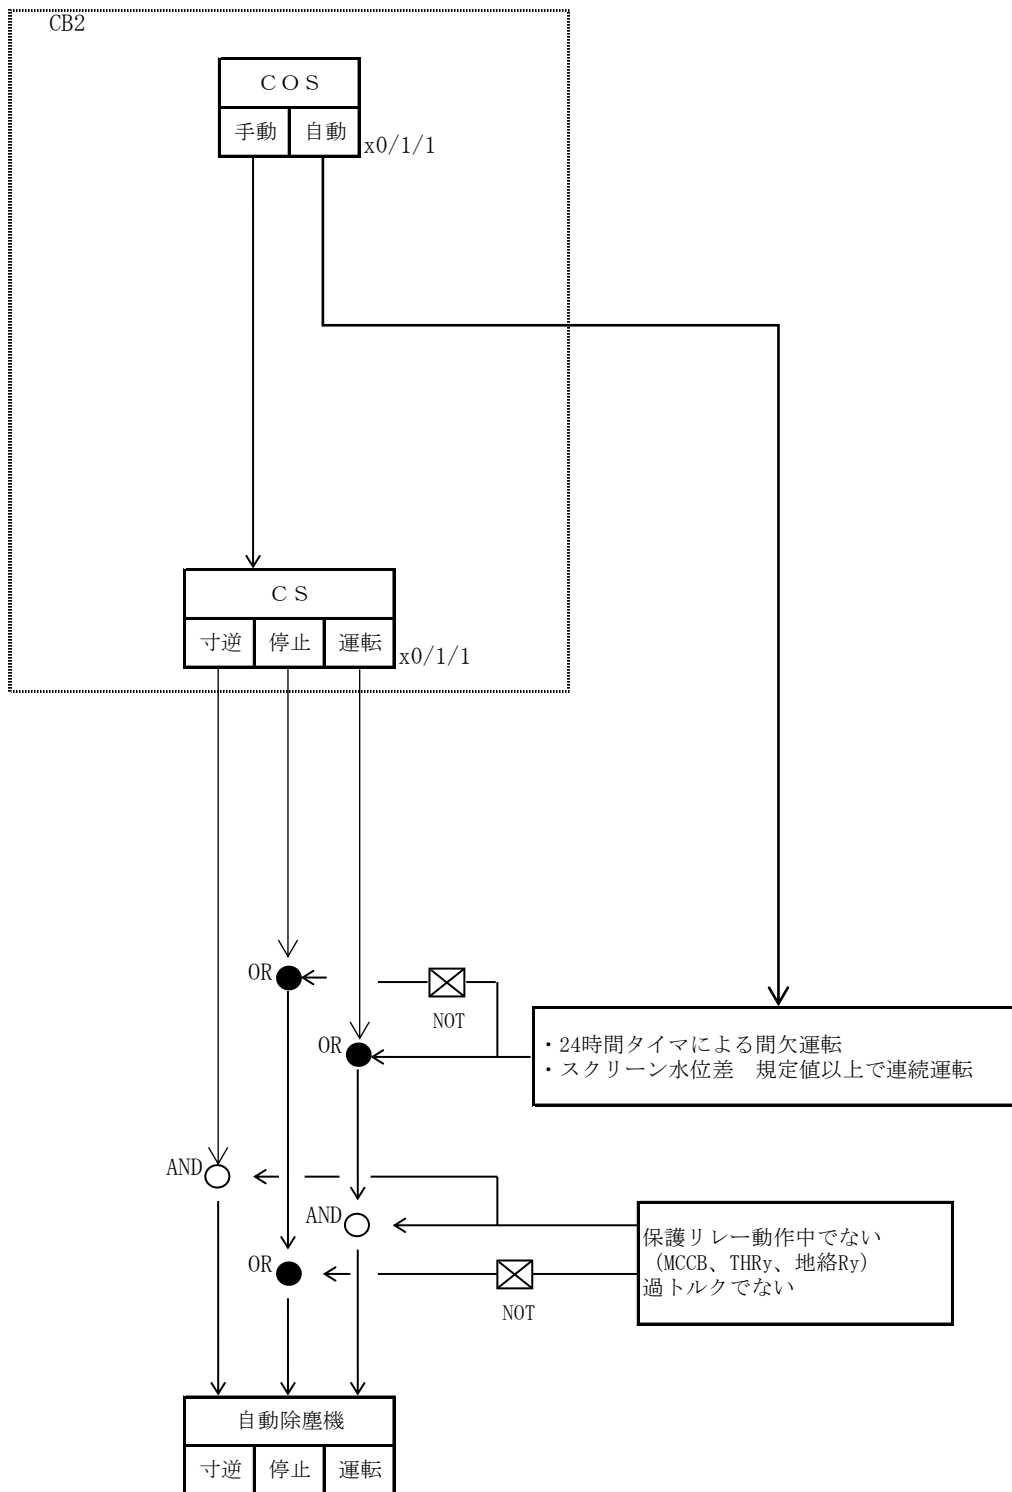 CB2
COS
手動 自動
x0/1/1
CS
寸逆 停止 運転
x0/1/1
OR
NOT
OR
・24時間タイマによる間欠運転
・スクリーン水位差　規定値以上で連続運転
AND
AND
保護リレー動作中でない
（MCCB、THRy、地絡Ry）
過トルクでない
OR
NOT
自動除塵機
寸逆 停止 運転